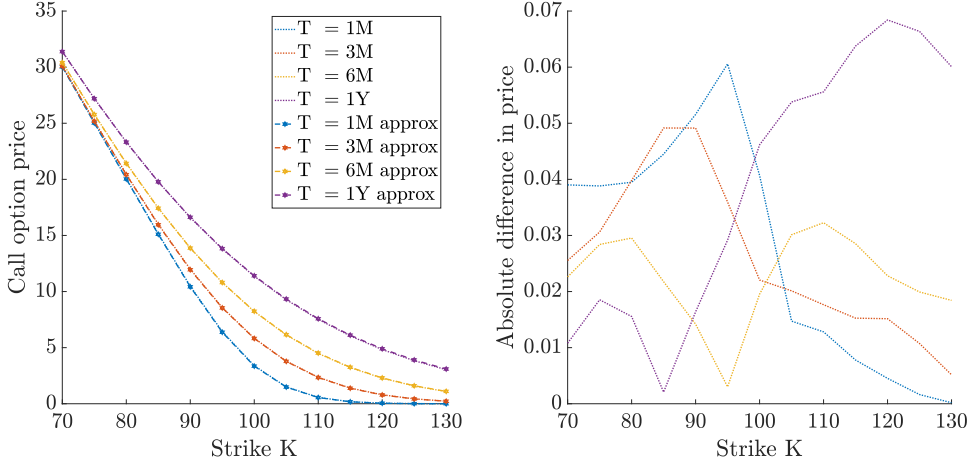 35
30
25
20
15
10
5
0
70 80 90 100 110 120 130
Strike K
Call option price
T = 1M
T = 3M
T = 6M
T = 1Y
T = 1M approx
T = 3M approx
T = 6M approx
T = 1Y approx
0.07
0.06
0.05
0.04
0.03
0.02
0.01
0
70 80 90 100 110 120 130
Strike K
Absolute difference in price